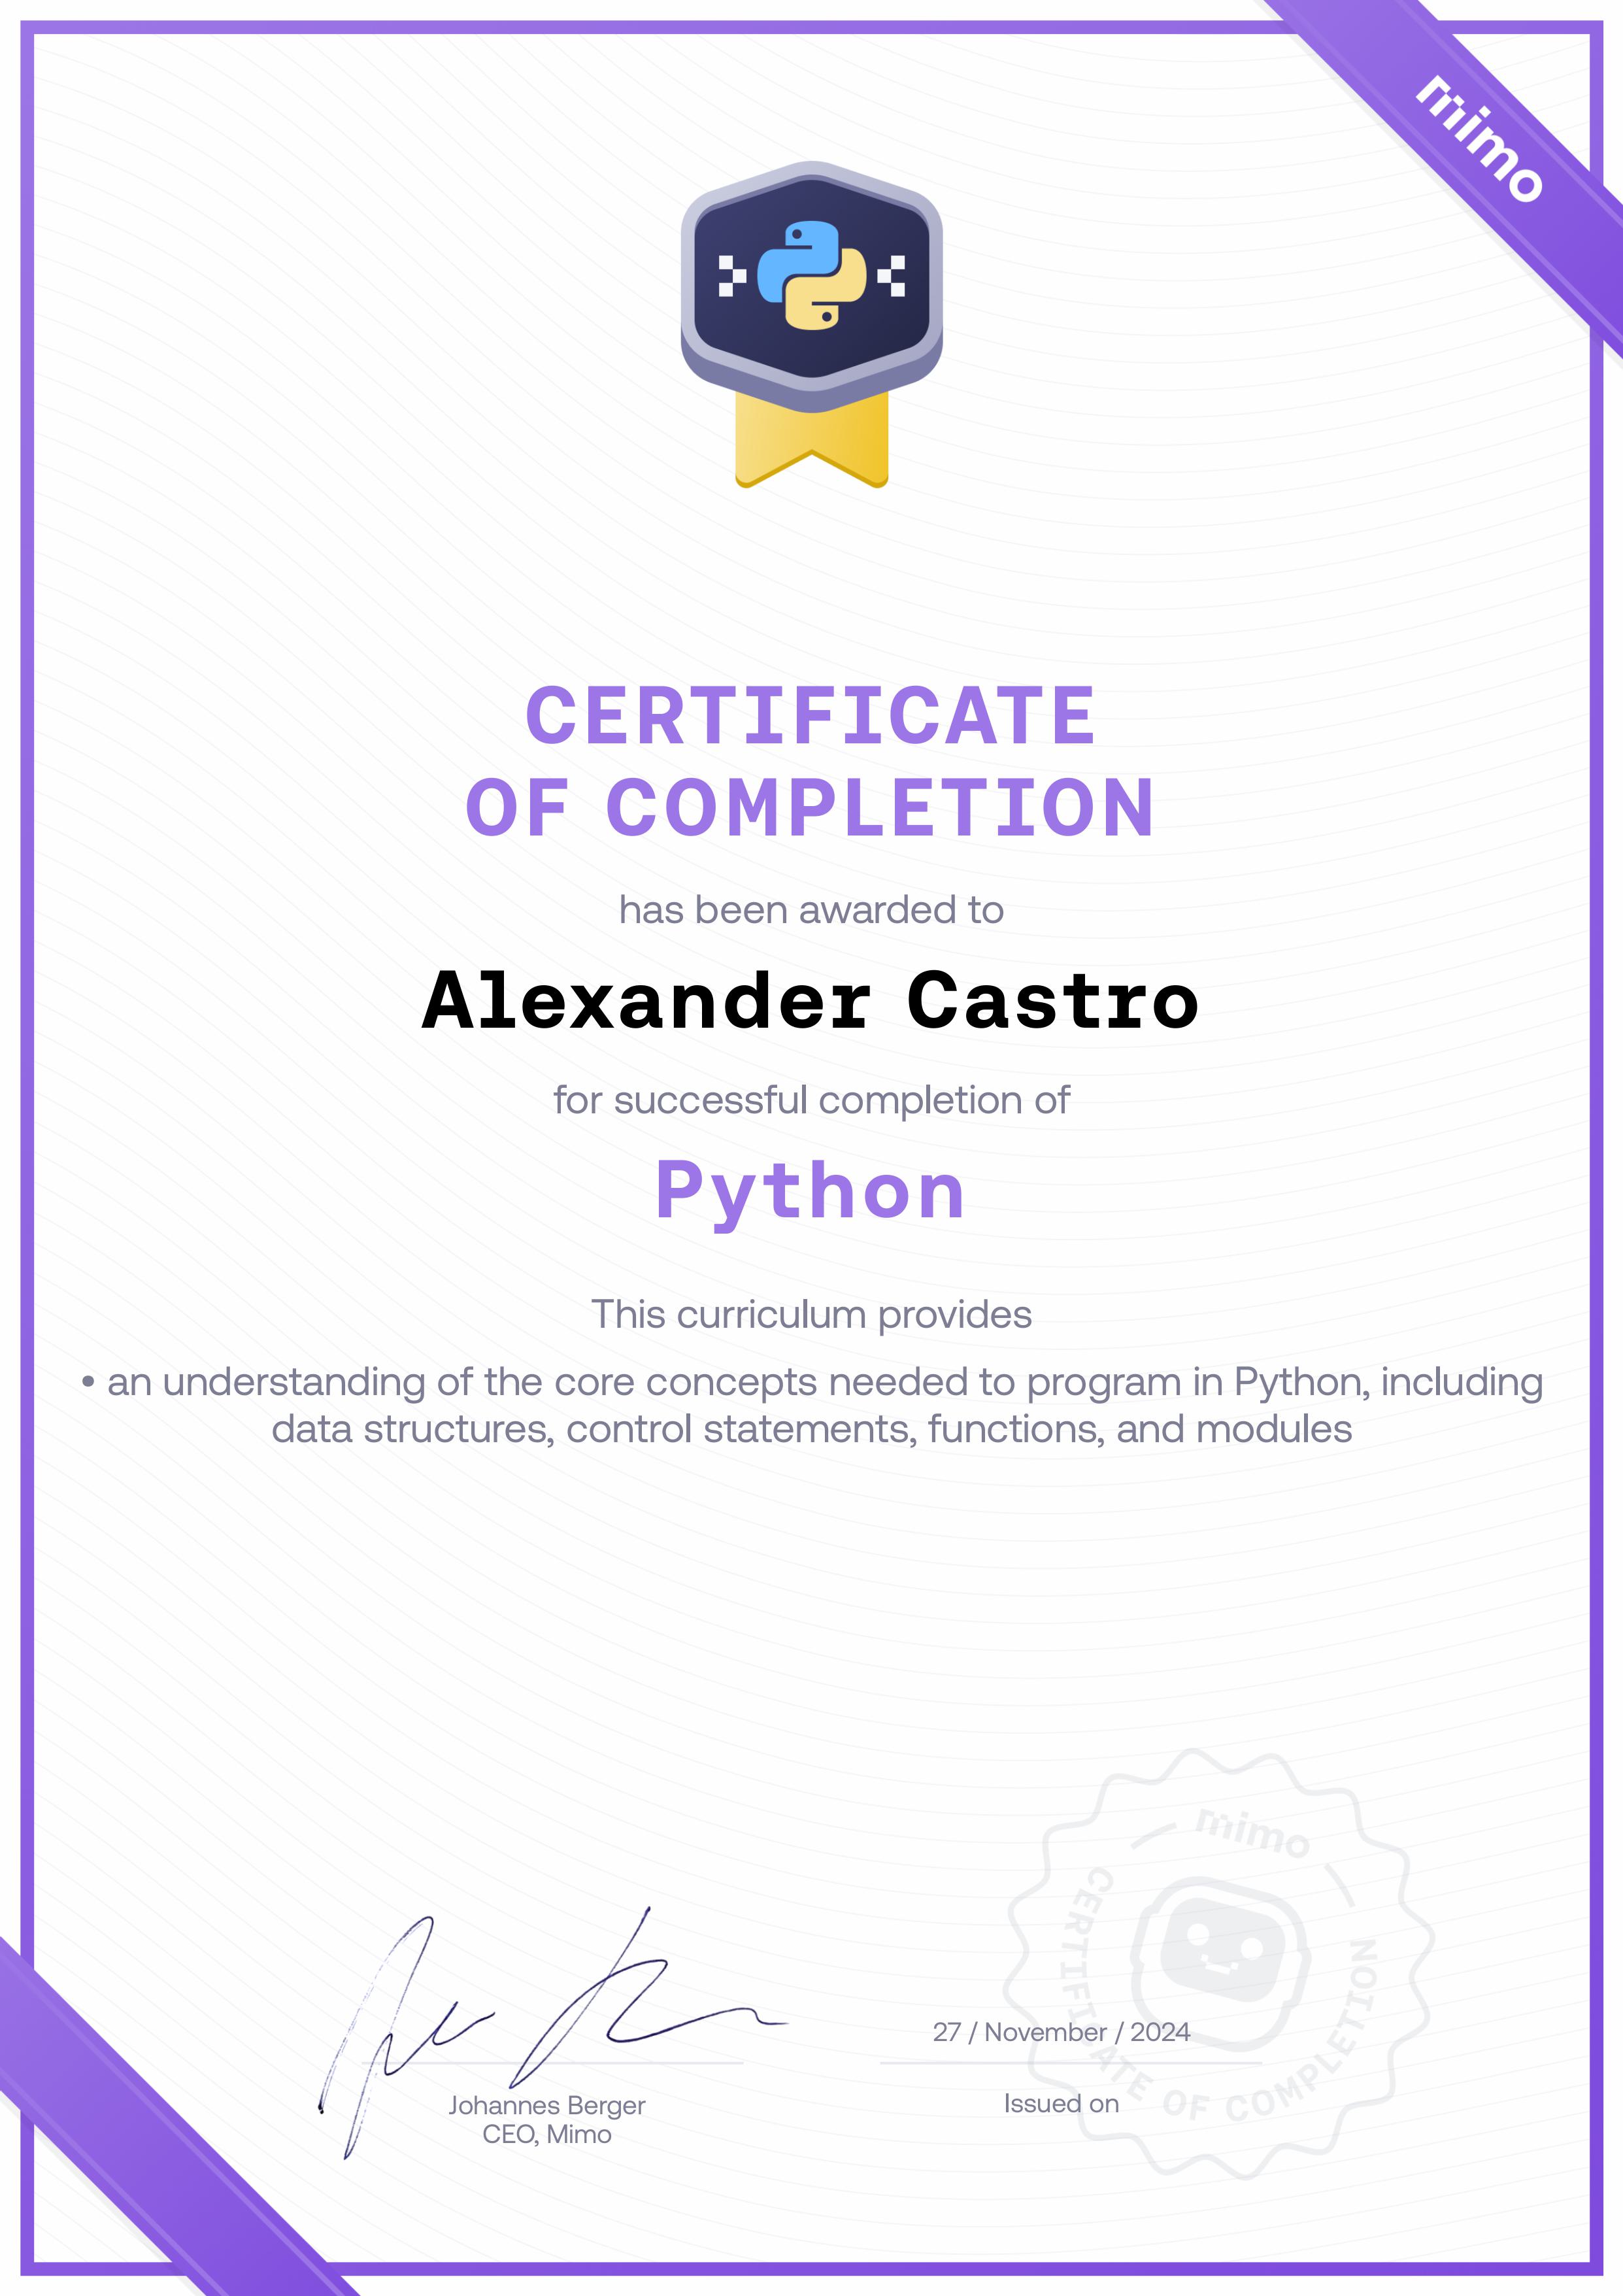 mimo
CERTIFICATE
OF COMPLETION
has been awarded to
Alexander Castro
for successful completion of
Python
This curriculum provides
• an understanding of the core concepts needed to program in Python, including
data structures, control statements, functions, and modules
mimo
CERTIFICATE OF COMPLETION
27 / November / 2024
Johannes Berger
CEO, Mimo
Issued on